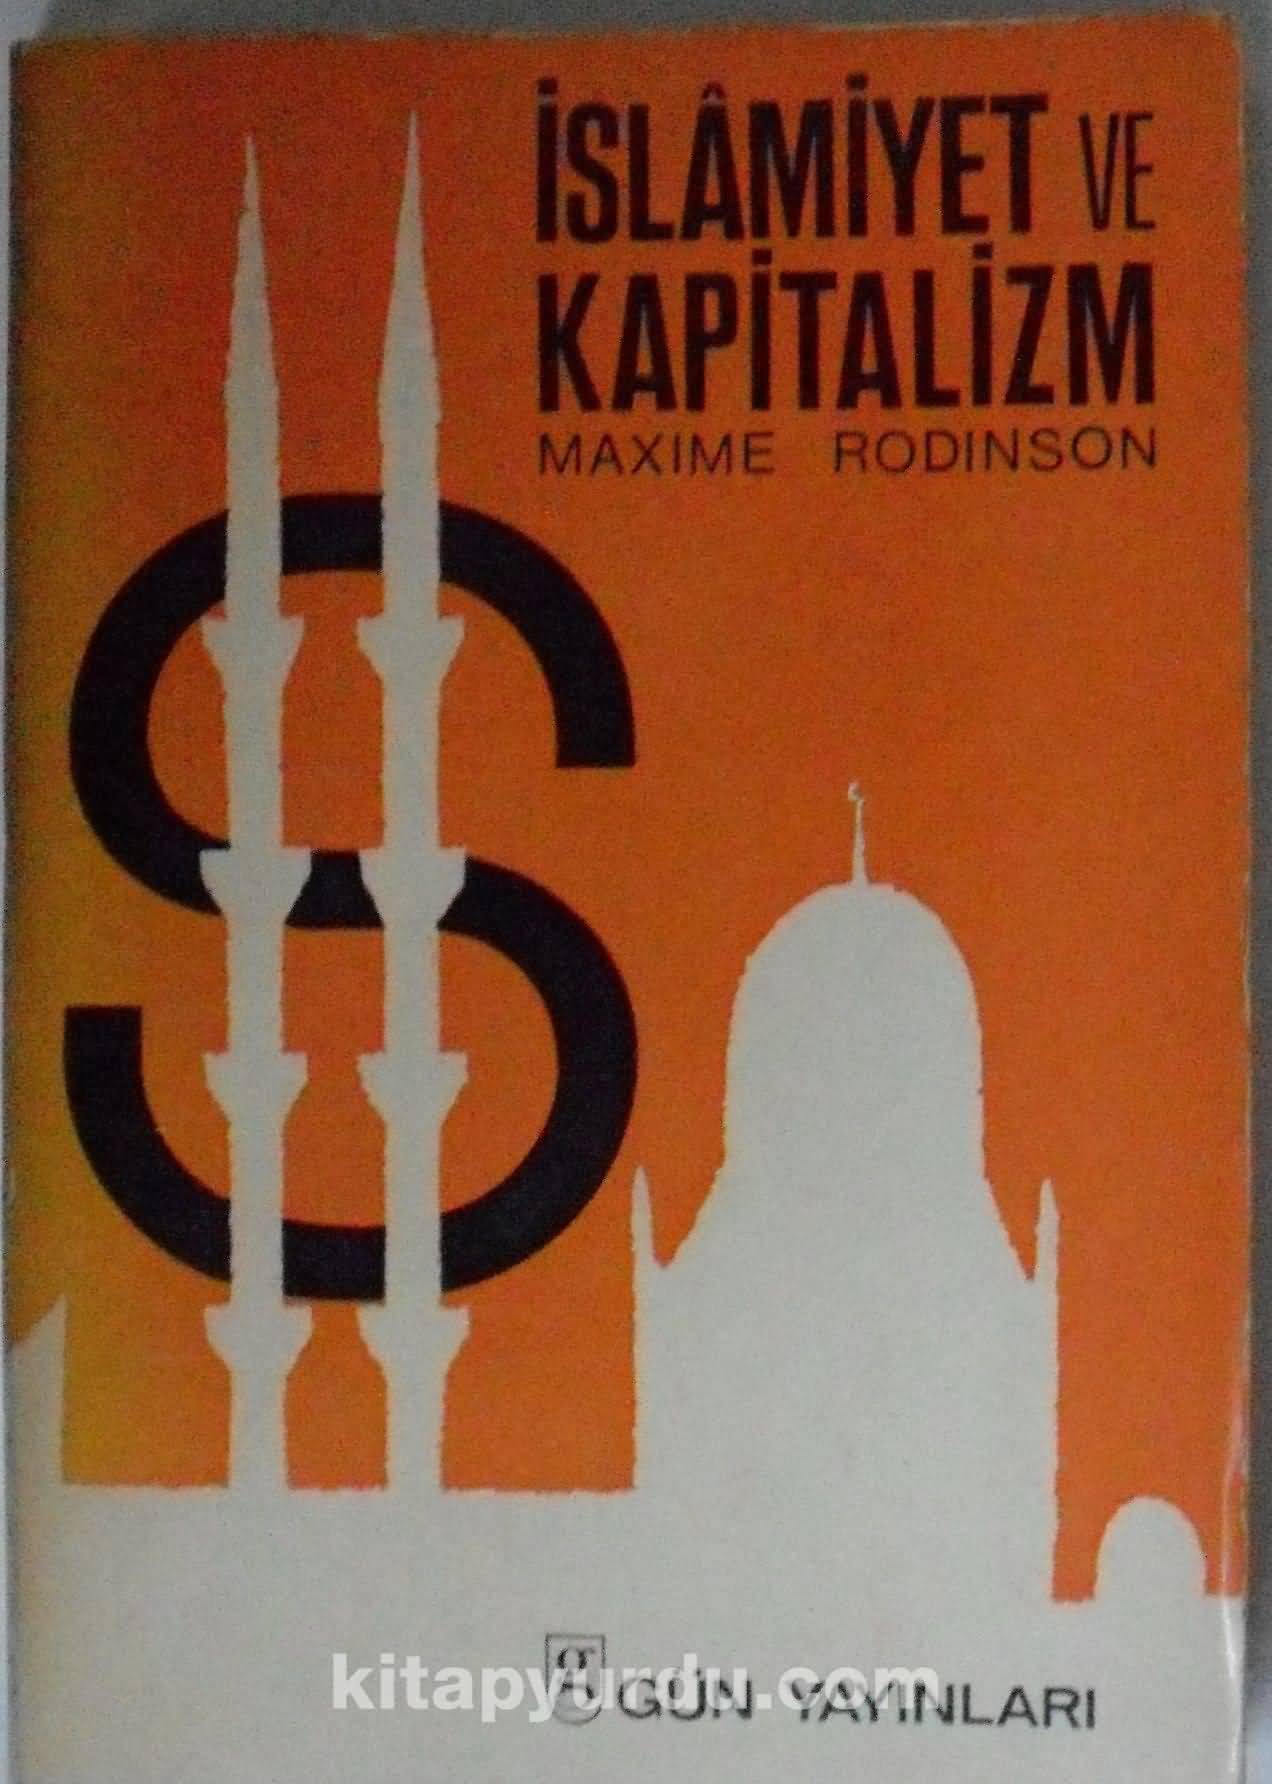 İSLÂMİYET VE
KAPİTALİZM
MAXIME RODINSON
g
GÜN YAYINLARI
kitapyurdu.com